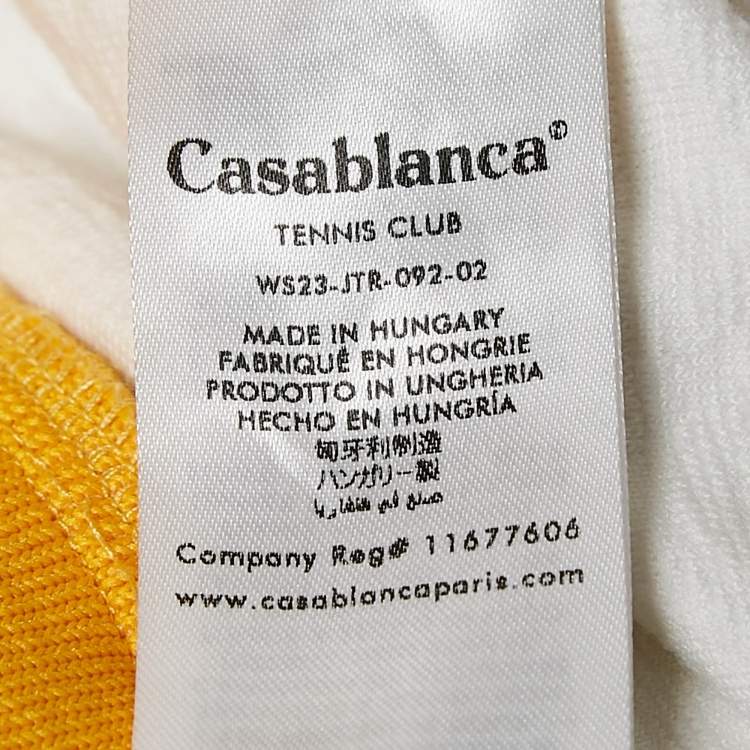 Casablanca®
TENNIS CLUB
WS23-JTR-092-02
MADE IN HUNGARY
FABRIQUÉ EN HONGRIE
PRODOTTO IN UNGHERIA
HECHO EN HUNGRÍA
匈牙利制造
ハンガリー製
صنع في هنغاريا
Company Reg# 11677606
www.casablancaparis.com